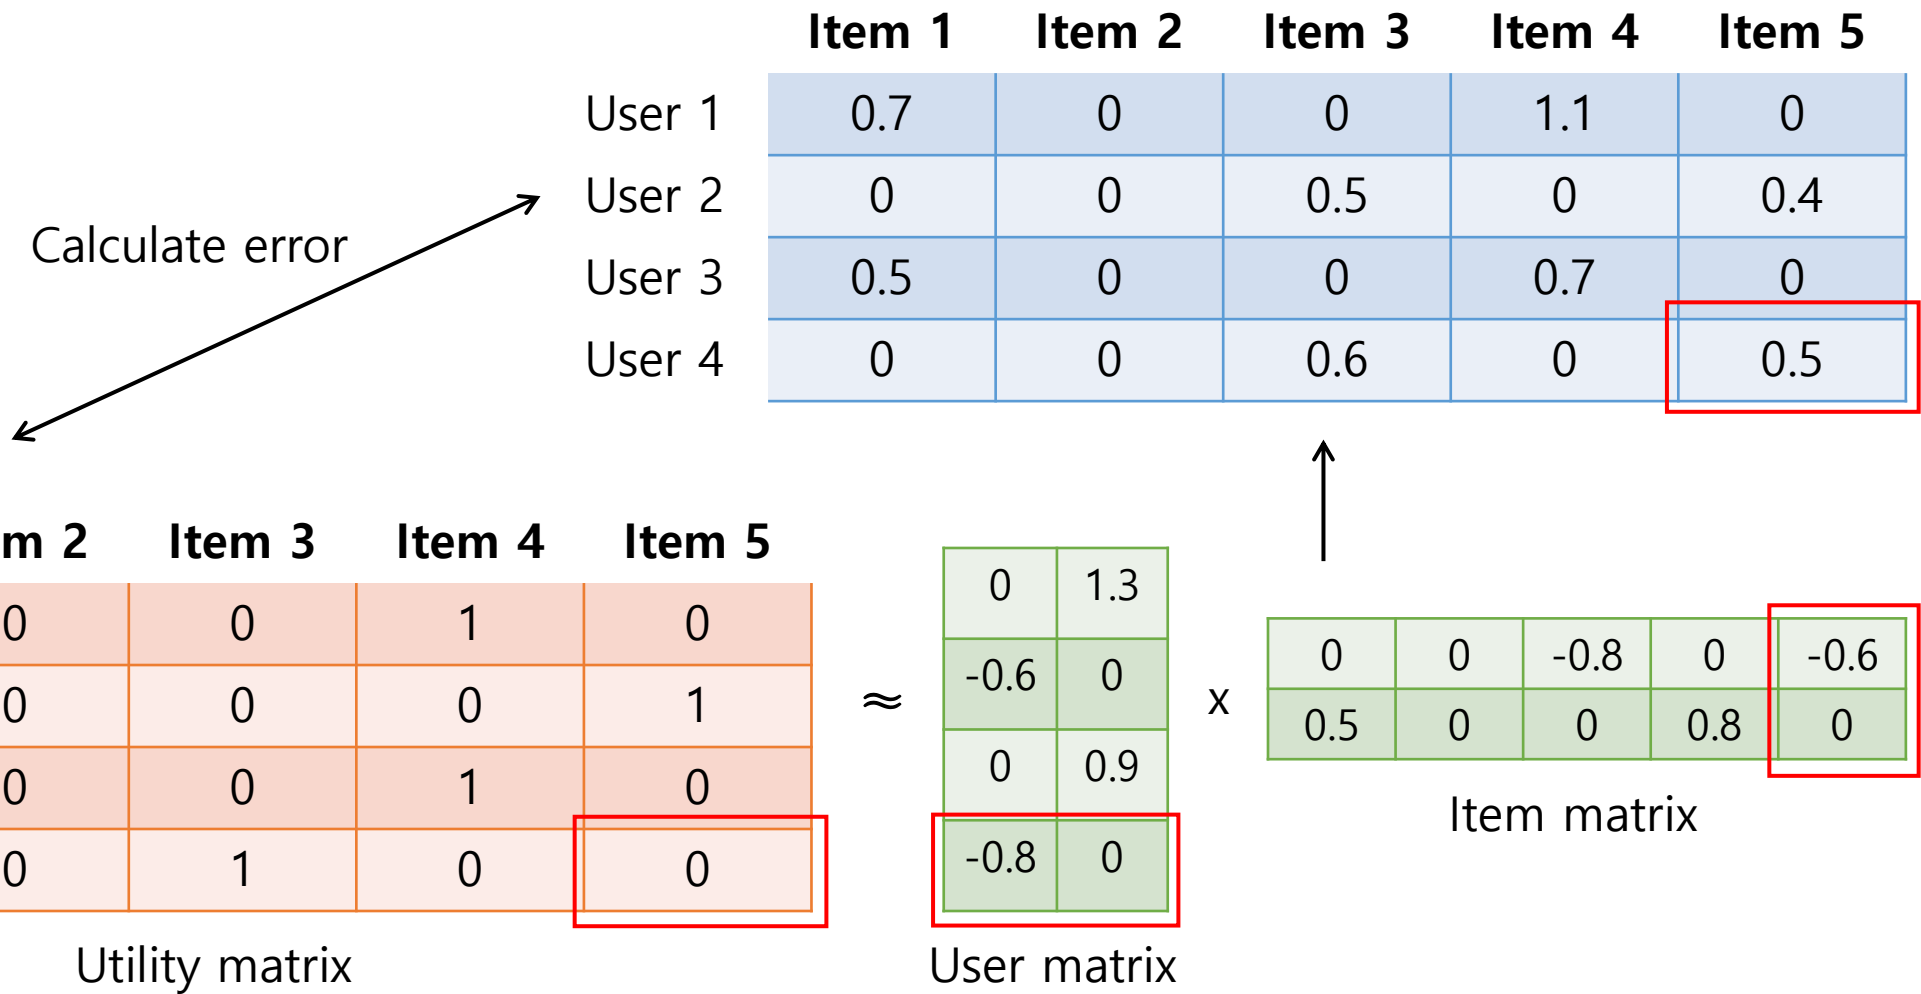 Item 1 Item 2 Item 3 Item 4 Item 5
User 1 0.7 0 0 1.1 0
User 2 0 0 0.5 0 0.4
Calculate error
User 3 0.5 0 0 0.7 0
User 4 0 0 0.6 0 0.5
m 2 Item 3 Item 4 Item 5
0 0 1 0
0 0 0 1
0 0 1 0
0 1 0 0
Utility matrix
≈
0 1.3
-0.6 0
0 0.9
-0.8 0
User matrix
x
0 0 -0.8 0 -0.6
0.5 0 0 0.8 0
Item matrix